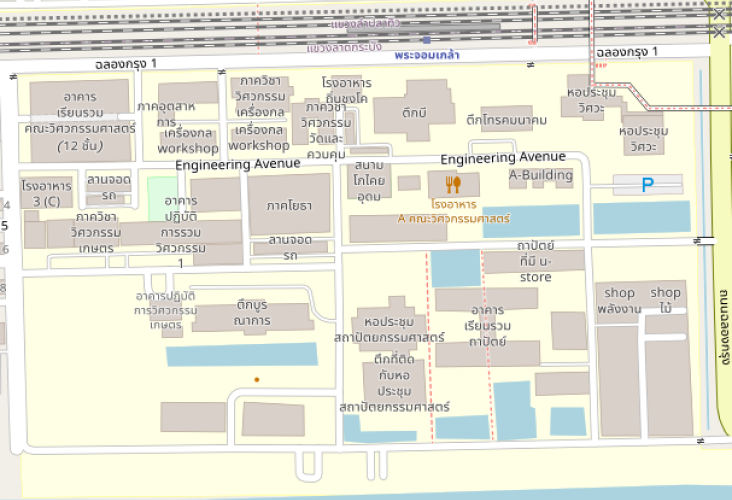 แขวงลำปลาทิว
แขวงลาดกระบัง
พระจอมเกล้า
ฉลองกรุง 1
ฉลองกรุง 1
อาคาร
เรียนรวม
คณะวิศวกรรมศาสตร์
(12 ชั้น)
ภาคอุตสาห
การ
เครื่องกล
workshop
ภาควิชา
วิศวกรรม
เครื่องกล
เครื่องกล
workshop
โรงอาหาร
ถิ่นชงโค
ภาควิชา
วิศวกรรม
วัดและ
ควบคุม
ตึกบี
ตึกโทรคมนาคม
หอประชุม
วิศวะ
หอประชุม
วิศวะ
Engineering Avenue
Engineering Avenue
โรงอาหาร
3 (C)
ลานจอด
รถ
ภาควิชา
วิศวกรรม
เกษตร
อาคาร
ปฏิบัติ
การรวม
วิศวกรรม
1
ภาคโยธา
ลานจอด
รถ
สนาม
โกไคย
อุดม
โรงอาหาร
A คณะวิศวกรรมศาสตร์
A-Building
P
ถาปัตย์
ที่มี u-
store
5
4
6
8
อาคารปฏิบัติ
การวิศวกรรม
เกษตร
ตึกบูร
ณาการ
หอประชุม
สถาปัตยกรรมศาสตร์
ตึกที่ติด
กับหอ
ประชุม
สถาปัตยกรรมศาสตร์
อาคาร
เรียนรวม
ถาปัตย์
shop
พลังงาน
shop
ไม้
ถนนฉลองกรุง